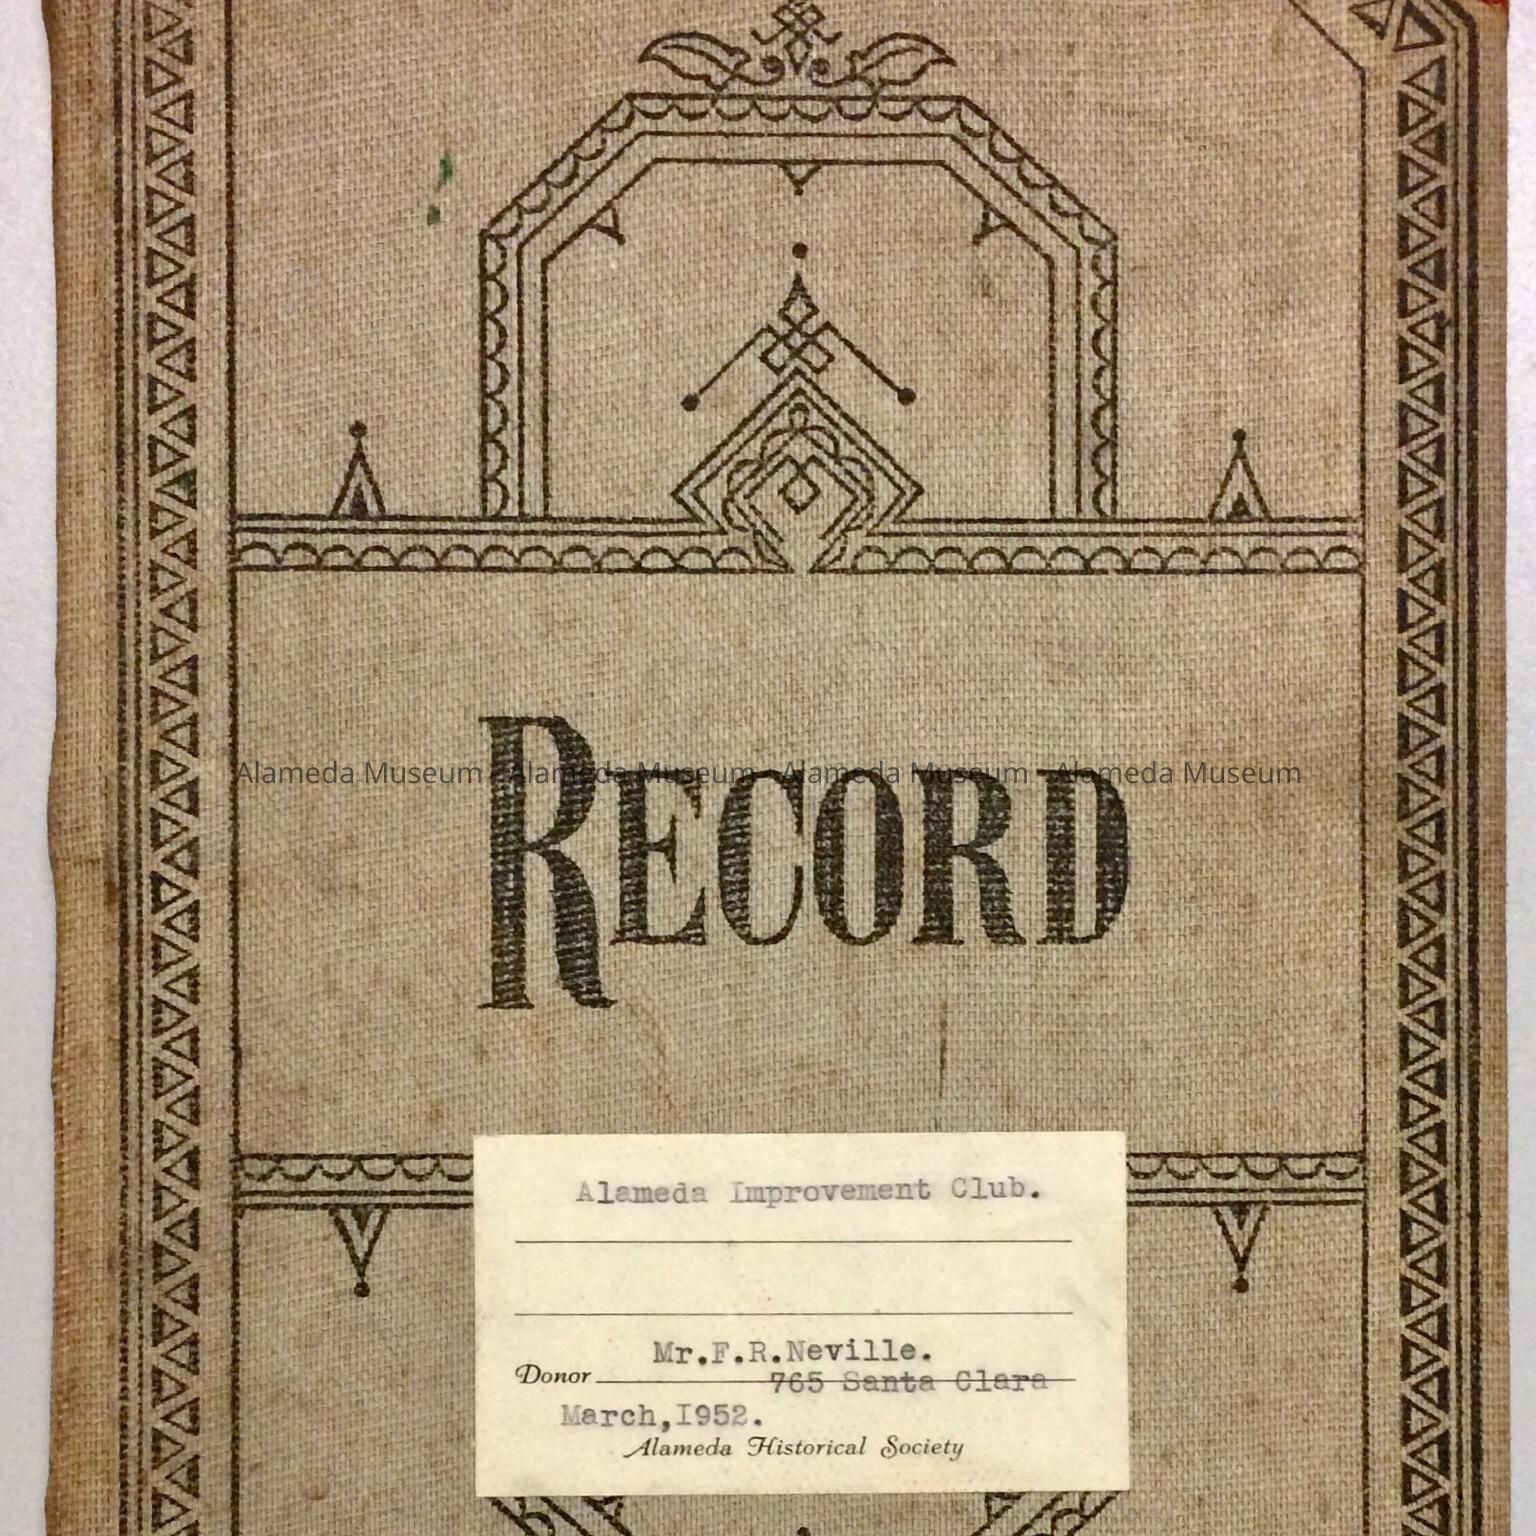 Alameda Museum - Alameda Museum - Alameda Museum - Alameda Museum
RECORD
Alameda Improvement Club.
Mr.F.R.Neville.
Donor 765 Santa Clara
March,I952.
Alameda Historical Society